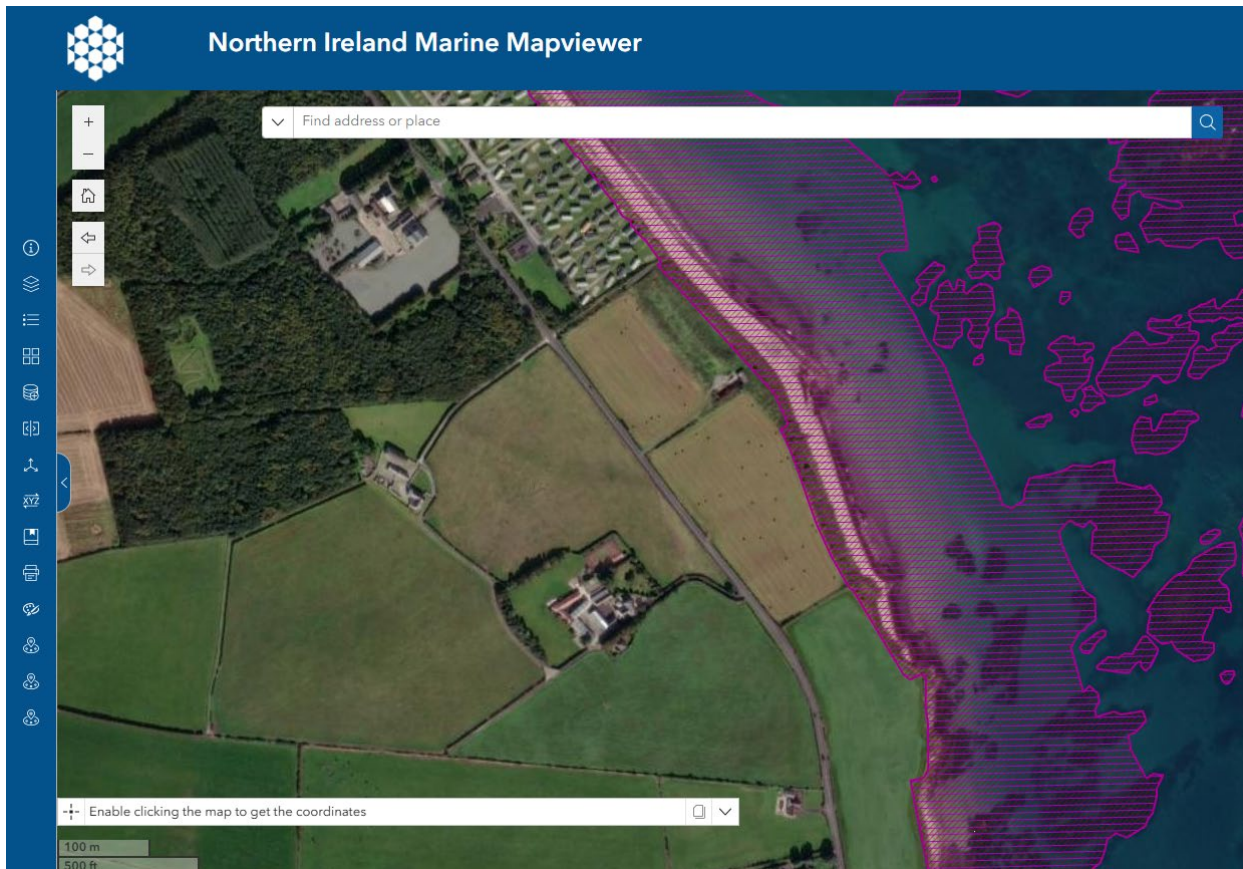 Northern Ireland Marine Mapviewer
+
Find address or place
−
XYZ
Enable clicking the map to get the coordinates
100 m
500 ft